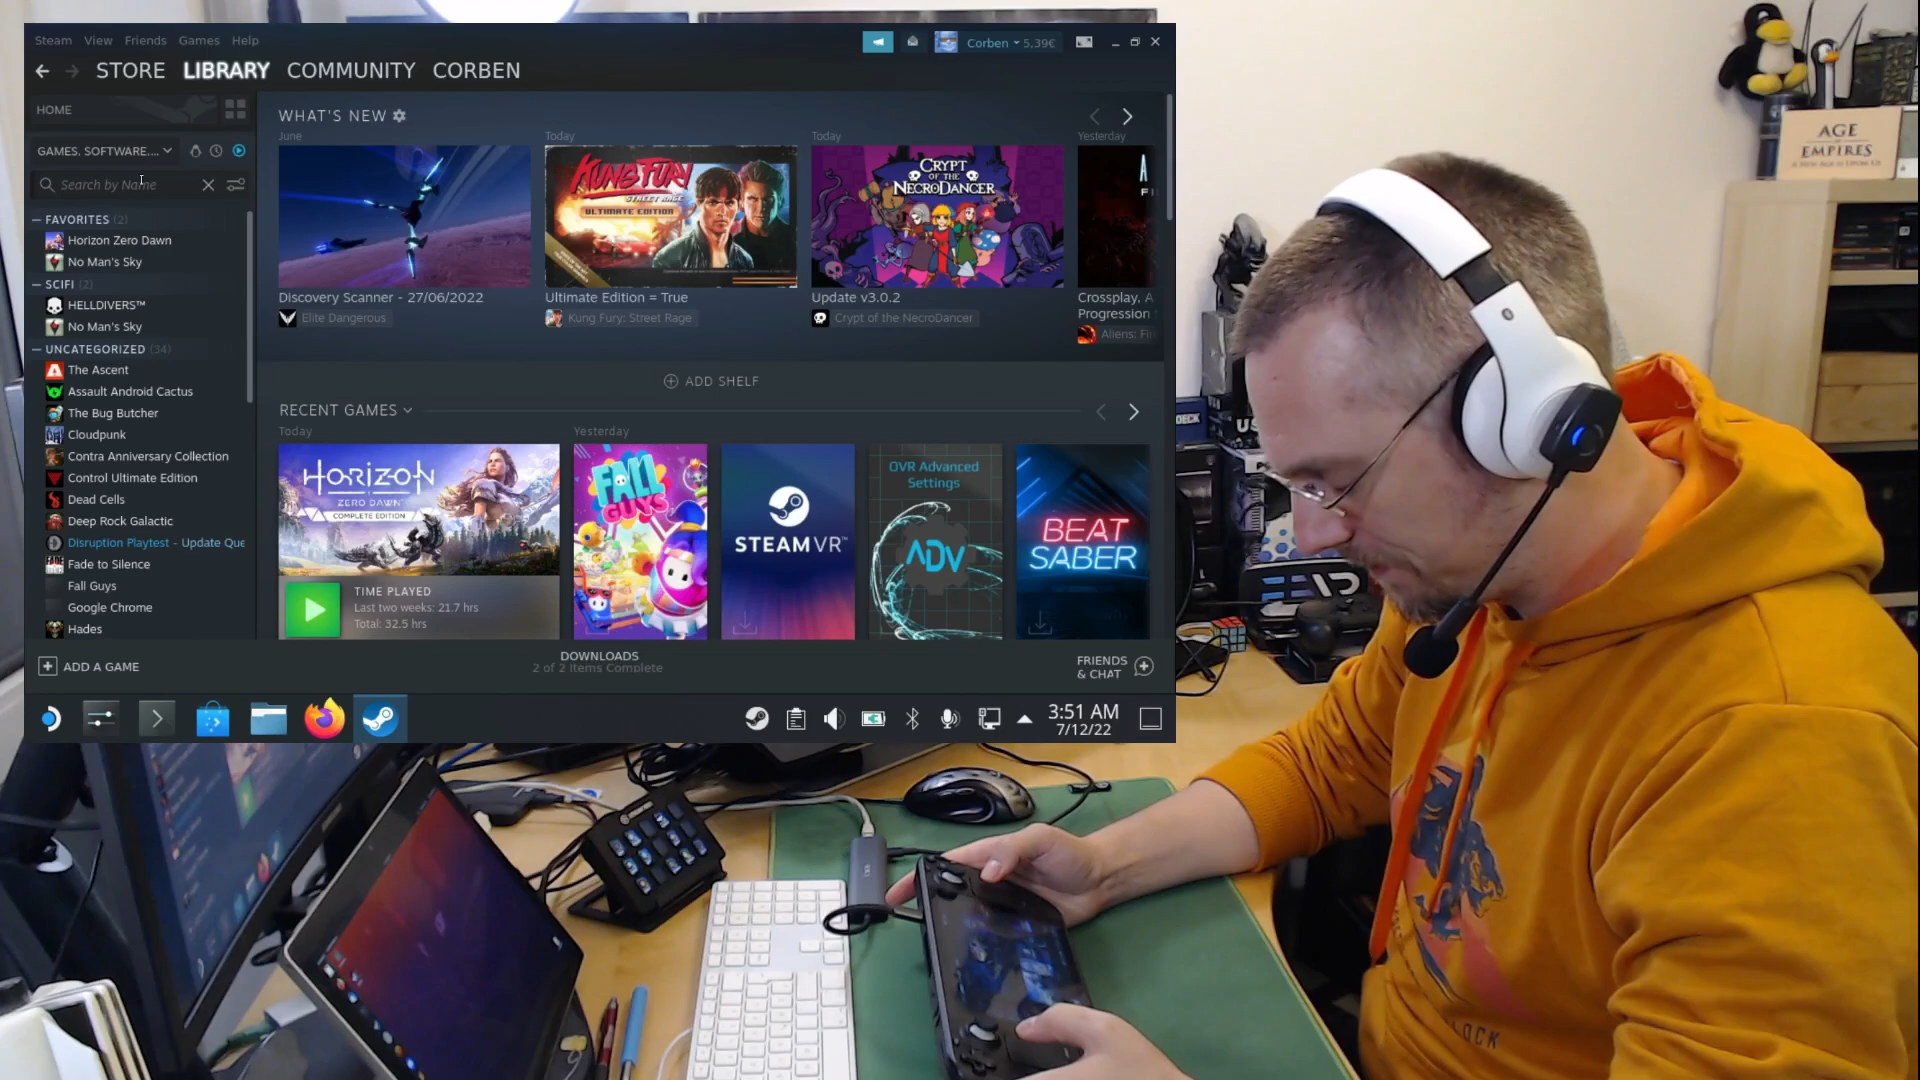 Steam View Friends Games Help
Corben 5,39€
STORE LIBRARY COMMUNITY CORBEN
HOME
GAMES, SOFTWARE,...
Search by Name
FAVORITES (2)
Horizon Zero Dawn
No Man's Sky
SCIFI (2)
HELLDIVERS™
No Man's Sky
UNCATEGORIZED (34)
The Ascent
Assault Android Cactus
The Bug Butcher
Cloudpunk
Contra Anniversary Collection
Control Ultimate Edition
Dead Cells
Deep Rock Galactic
Disruption Playtest - Update Que
Fade to Silence
Fall Guys
Google Chrome
Hades
ADD A GAME
WHAT'S NEW
June
Today
Today
Yesterday
KUNG FURY
STREET RAGE
ULTIMATE EDITION
CRYPT
OF THE
NECRODANCER
Discovery Scanner - 27/06/2022
Ultimate Edition = True
Update v3.0.2
Crossplay, A
Progression
Elite Dangerous
Kung Fury: Street Rage
Crypt of the NecroDancer
Aliens: Fi
ADD SHELF
RECENT GAMES
Today
Yesterday
HORIZON
ZERO DAWN
COMPLETE EDITION
TIME PLAYED
Last two weeks: 21.7 hrs
Total: 32.5 hrs
FALL
GUYS
STEAMVR™
OVR Advanced
Settings
ADV
BEAT
SABER
DOWNLOADS
2 of 2 Items Complete
FRIENDS
& CHAT
3:51 AM
7/12/22
AGE
OF
EMPIRES
DECK